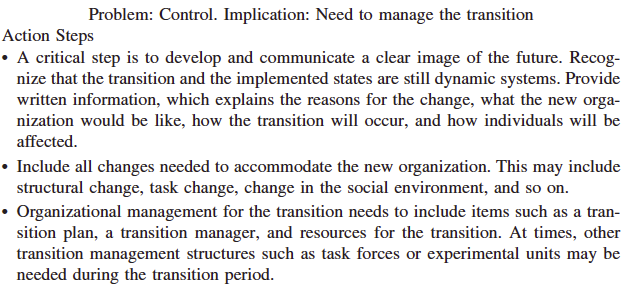 Problem: Control. Implication: Need to manage the transition
Action Steps
• A critical step is to develop and communicate a clear image of the future. Recog-
nize that the transition and the implemented states are still dynamic systems. Provide
written information, which explains the reasons for the change, what the new orga-
nization would be like, how the transition will occur, and how individuals will be
affected.
• Include all changes needed to accommodate the new organization. This may include
structural change, task change, change in the social environment, and so on.
• Organizational management for the transition needs to include items such as a tran-
sition plan, a transition manager, and resources for the transition. At times, other
transition management structures such as task forces or experimental units may be
needed during the transition period.